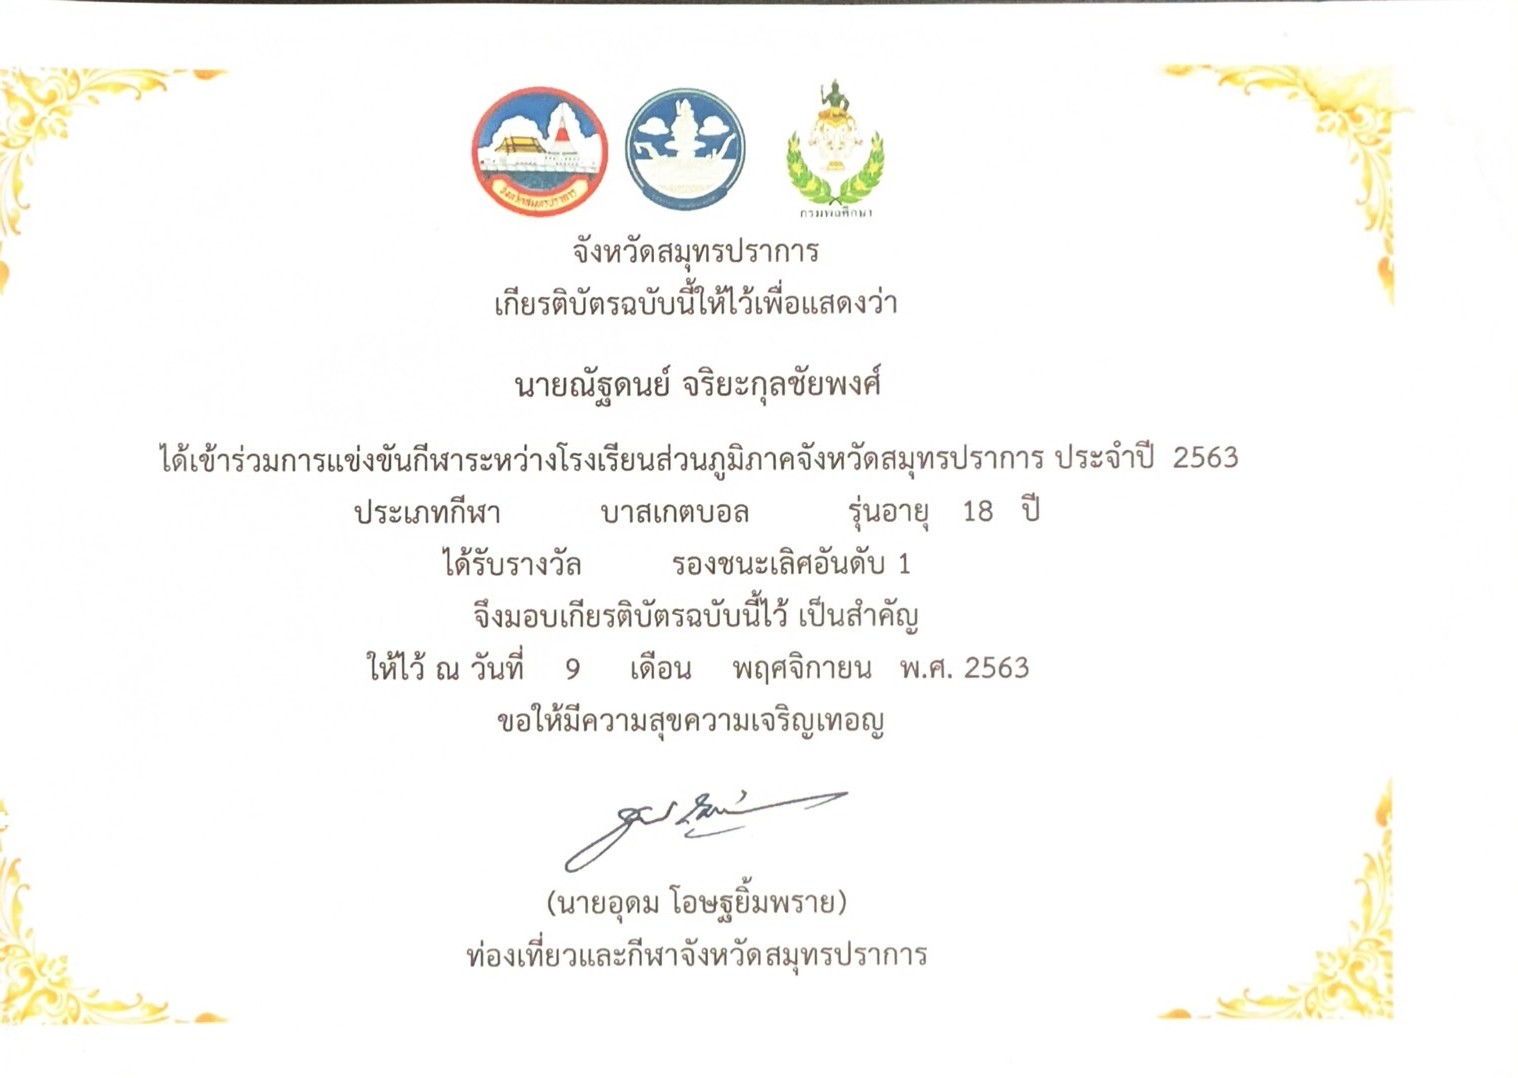 จังหวัดสมุทรปราการ
กรมพลศึกษา
จังหวัดสมุทรปราการ
เกียรติบัตรฉบับนี้ให้ไว้เพื่อแสดงว่า
นายณัฐดนย์ จริยะกุลชัยพงศ์
ได้เข้าร่วมการแข่งขันกีฬาระหว่างโรงเรียนส่วนภูมิภาคจังหวัดสมุทรปราการ ประจำปี 2563
ประเภทกีฬา บาสเกตบอล รุ่นอายุ 18 ปี
ได้รับรางวัล รองชนะเลิศอันดับ 1
จึงมอบเกียรติบัตรฉบับนี้ไว้ เป็นสำคัญ
ให้ไว้ ณ วันที่ 9 เดือน พฤศจิกายน พ.ศ. 2563
ขอให้มีความสุขความเจริญเทอญ
(นายอุดม โอษฐยิ้มพราย)
ท่องเที่ยวและกีฬาจังหวัดสมุทรปราการ